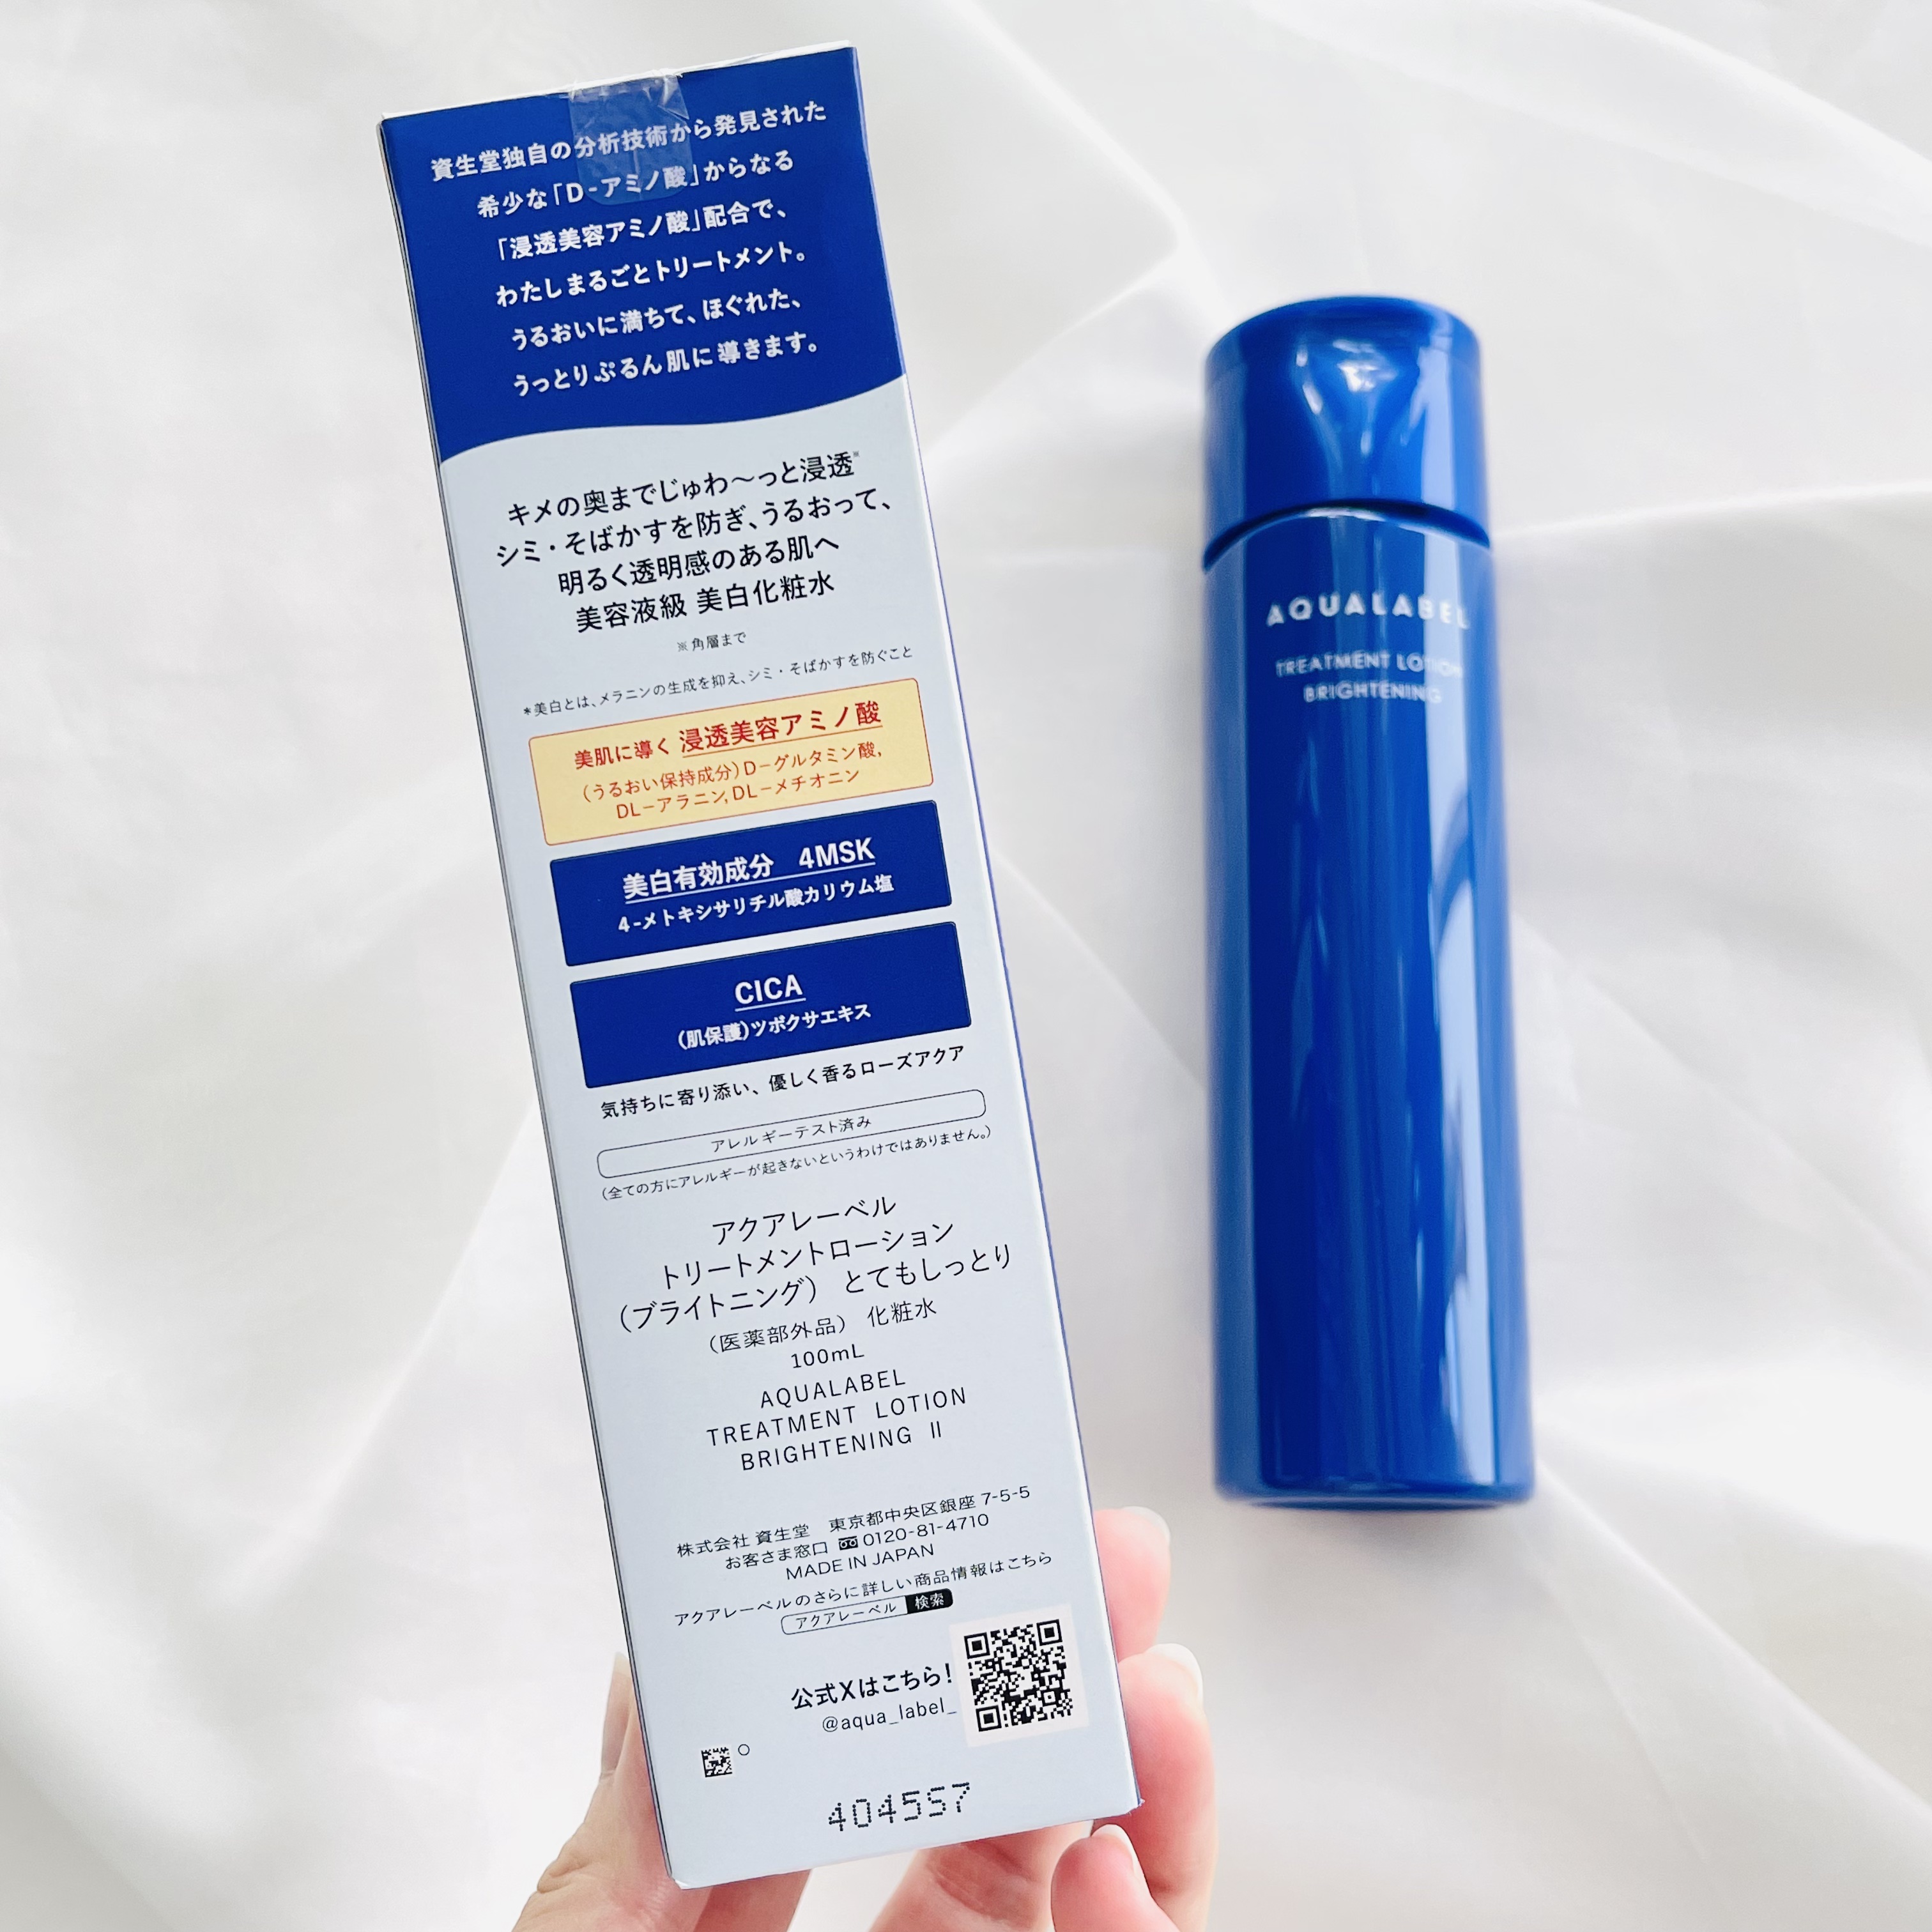 資生堂独自の分析技術から発見された
希少な「D-アミノ酸」からなる
「浸透美容アミノ酸」配合で、
わたしまるごとトリートメント。
うるおいに満ちて、ほぐれた、
うっとりぷるん肌に導きます。
キメの奥までじゅわ～っと浸透※
シミ・そばかすを防ぎ、うるおって、
明るく透明感のある肌へ
美容液級 美白化粧水
※角層まで
*美白とは、メラニンの生成を抑え、シミ・そばかすを防ぐこと
美肌に導く 浸透美容アミノ酸
(うるおい保持成分)D-グルタミン酸,
DL-アラニン,DL-メチオニン
美白有効成分 4MSK
4-メトキシサリチル酸カリウム塩
CICA
(肌保護)ツボクサエキス
気持ちに寄り添い、優しく香るローズアクア
アレルギーテスト済み
(全ての方にアレルギーが起きないというわけではありません。)
アクアレーベル
トリートメントローション
(ブライトニング) とてもしっとり
(医薬部外品) 化粧水
100mL
AQUALABEL
TREATMENT LOTION
BRIGHTENING II
株式会社 資生堂 東京都中央区銀座 7-5-5
お客さま窓口 0120-81-4710
MADE IN JAPAN
アクアレーベルのさらに詳しい商品情報はこちら
アクアレーベル 検索
公式Xはこちら!
@aqua_label_
4045S7
AQUALABEL
TREATMENT LOTION
BRIGHTENING